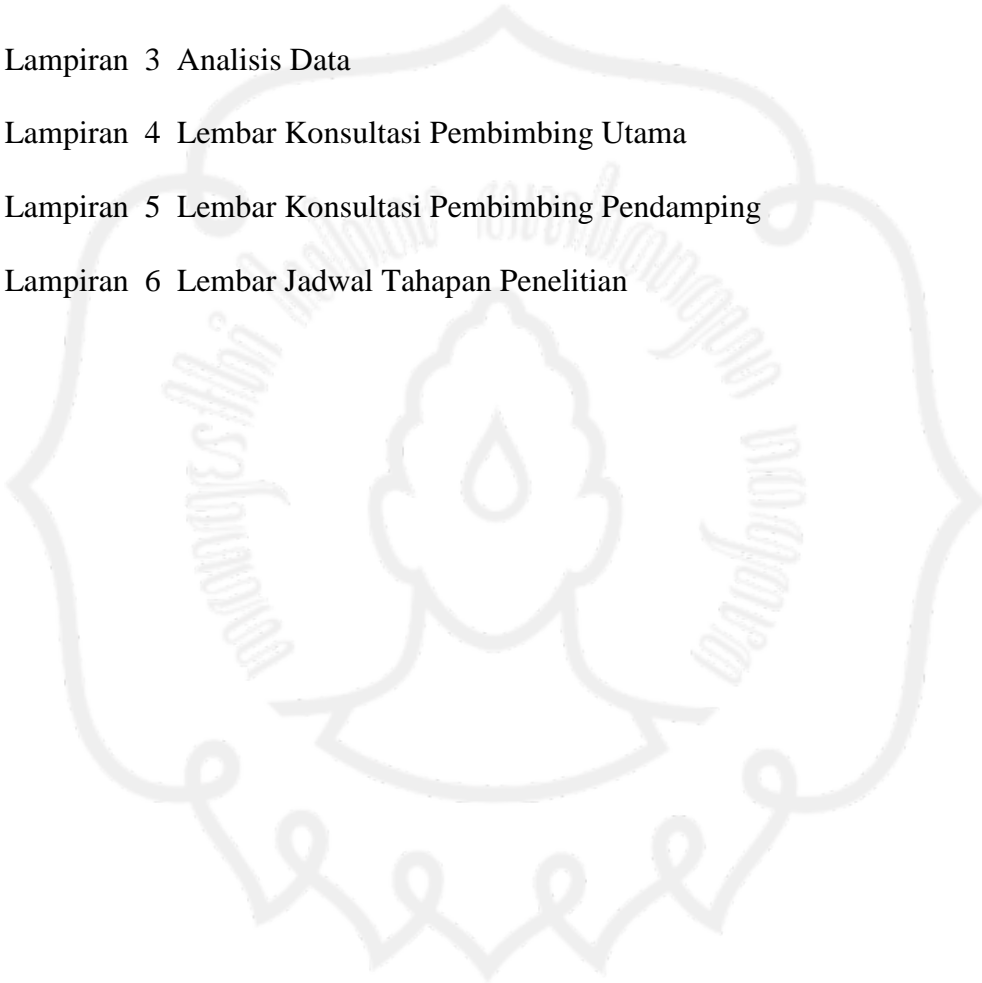 Lampiran 3 Analisis Data
Lampiran 4 Lembar Konsultasi Pembimbing Utama
Lampiran 5 Lembar Konsultasi Pembimbing Pendamping
Lampiran 6 Lembar Jadwal Tahapan Penelitian